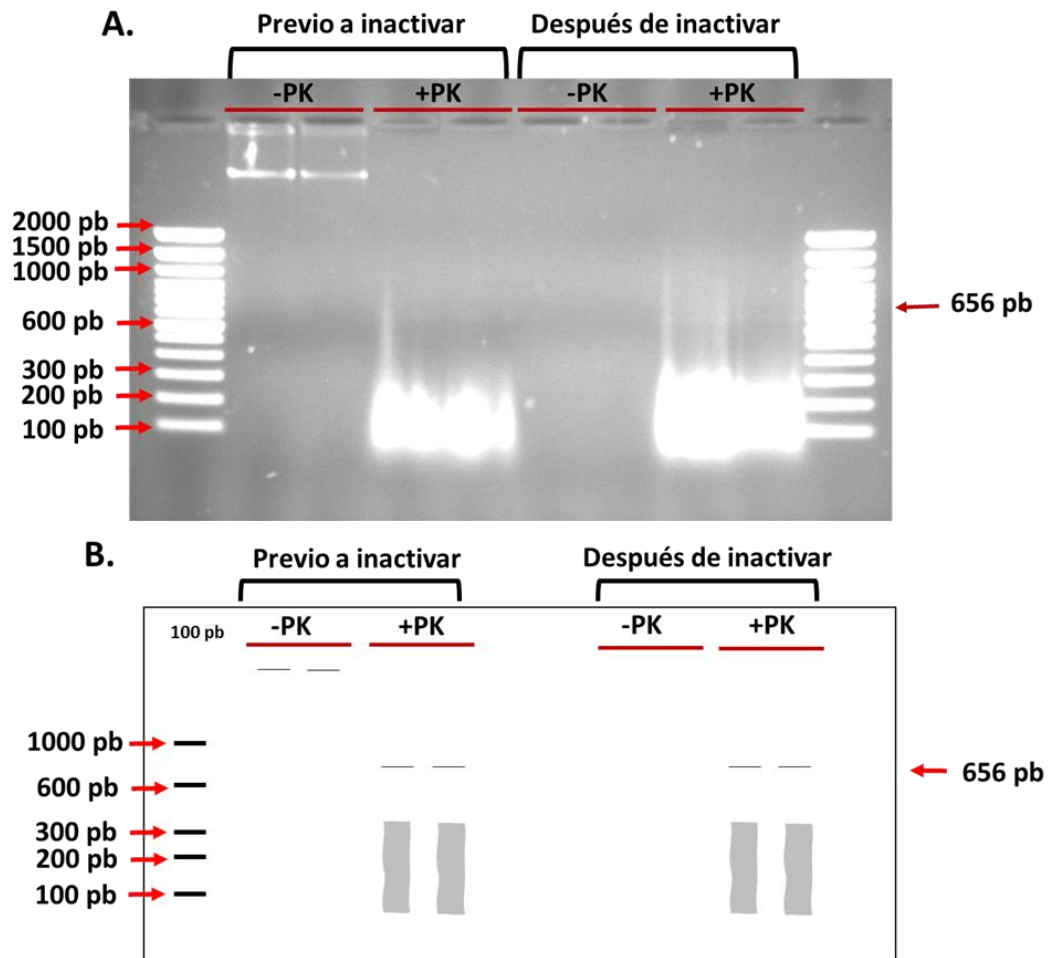 A.
Previo a inactivar
Después de inactivar
-PK
+PK
-PK
+PK
2000 pb
1500 pb
1000 pb
600 pb
300 pb
200 pb
100 pb
656 pb
B.
Previo a inactivar
Después de inactivar
100 pb
-PK
+PK
-PK
+PK
1000 pb
600 pb
300 pb
200 pb
100 pb
656 pb